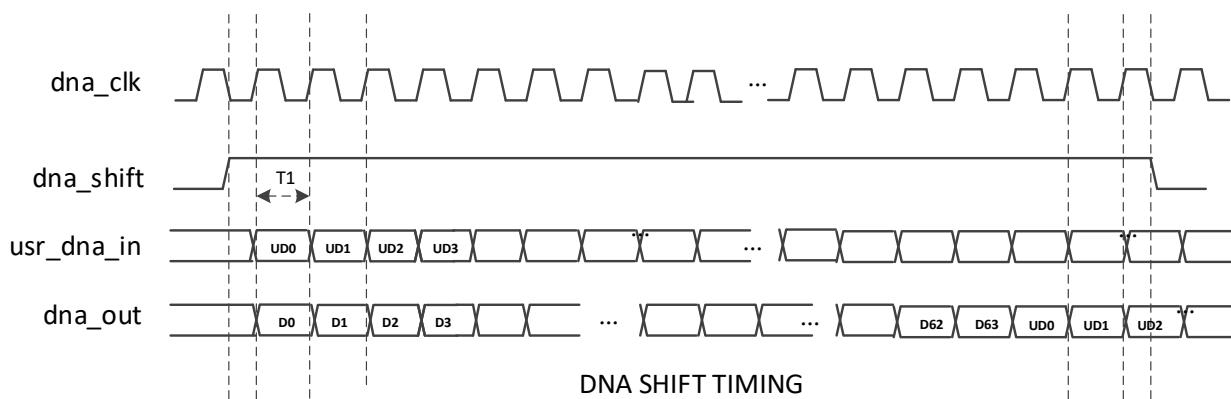 dna_clk ...
dna_shift
T1
usr_dna_in UD0 UD1 UD2 UD3 ... ... ...
dna_out D0 D1 D2 D3 ... ... D62 D63 UD0 UD1 UD2 ...
DNA SHIFT TIMING